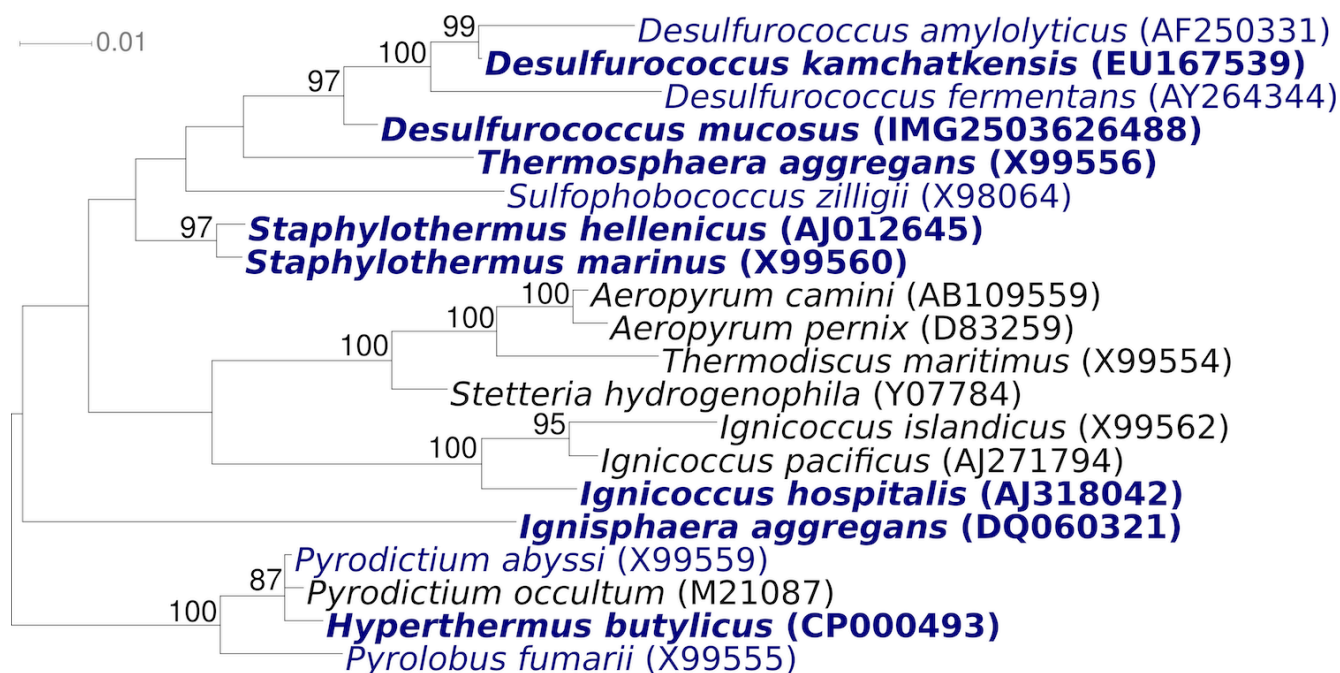 0.01
99
Desulfurococcus amylolyticus (AF250331)
100
Desulfurococcus kamchatkensis (EU167539)
97
Desulfurococcus fermentans (AY264344)
Desulfurococcus mucosus (IMG2503626488)
Thermosphaera aggregans (X99556)
Sulfophobococcus zilligii (X98064)
97
Staphylothermus hellenicus (AJ012645)
Staphylothermus marinus (X99560)
100
Aeropyrum camini (AB109559)
100
Aeropyrum pernix (D83259)
100
Thermodiscus maritimus (X99554)
Stetteria hydrogenophila (Y07784)
95
Ignicoccus islandicus (X99562)
100
Ignicoccus pacificus (AJ271794)
Ignicoccus hospitalis (AJ318042)
Ignisphaera aggregans (DQ060321)
Pyrodictium abyssi (X99559)
87
Pyrodictium occultum (M21087)
100
Hyperthermus butylicus (CP000493)
Pyrolobus fumarii (X99555)